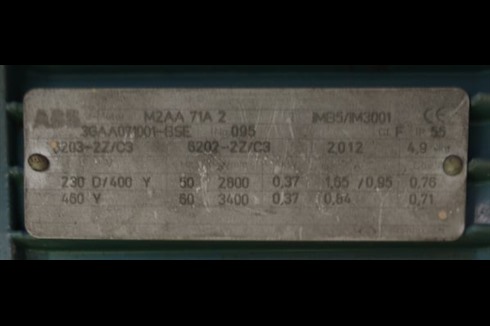 ABB M2AA 71A 2 IMB5/IM3001 CE
3GAA071001-BSE 095 CL F IP 55
6203-2Z/C3 6202-2Z/C3 2,012 4,9
230 D/400 Y 50 2800 0,37 1,65 / 0,95 0,76
460 Y 60 3400 0,37 0,84 0,71